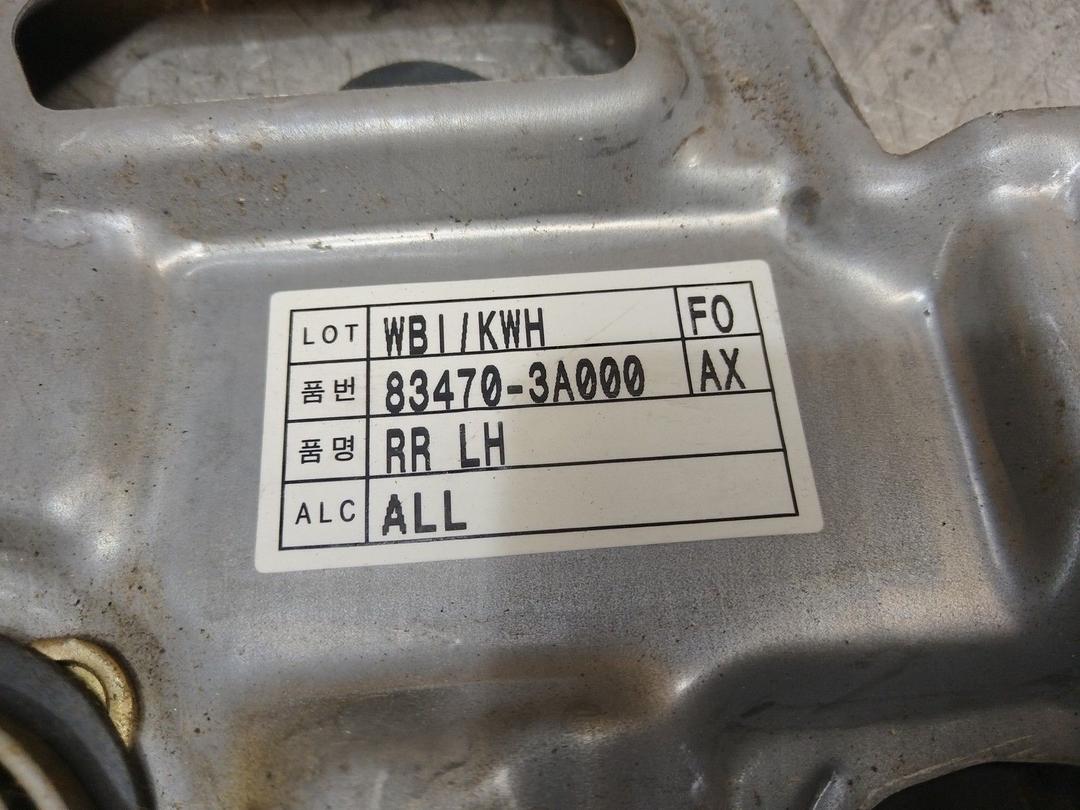 LOT WBI/KWH FO
품번 83470-3A000 AX
품명 RR LH
ALC ALL